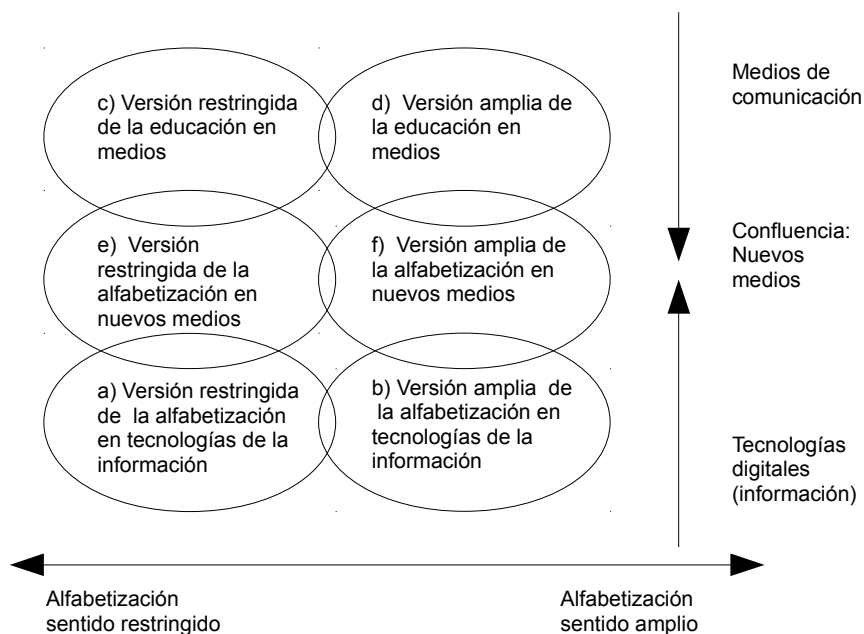 c) Versión restringida
de la educación en
medios
d) Versión amplia de
la educación en
medios
Medios de
comunicación
e) Versión
restringida de la
alfabetización en
nuevos medios
f) Versión amplia de
la alfabetización en
nuevos medios
Confluencia:
Nuevos
medios
a) Versión restringida
de la alfabetización
en tecnologías de la
información
b) Versión amplia de
la alfabetización en
tecnologías de la
información
Tecnologías
digitales
(información)
Alfabetización
sentido restringido
Alfabetización
sentido amplio